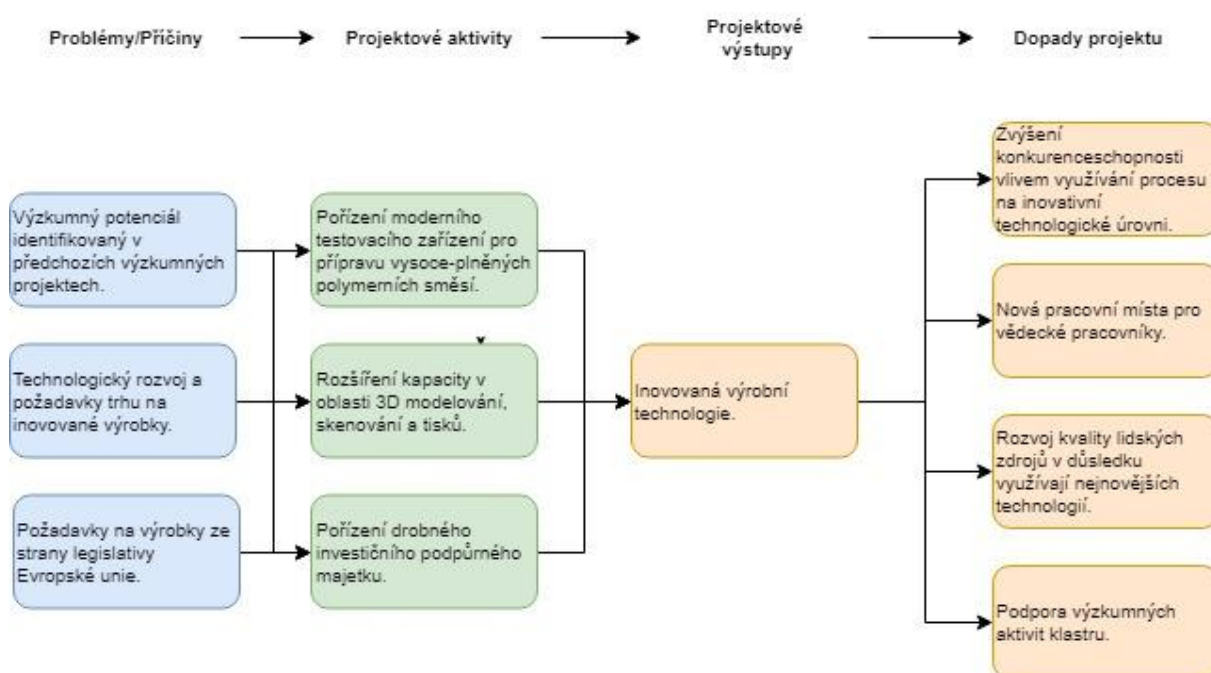 Problémy/Příčiny
Projektové aktivity
Projektové
výstupy
Dopady projektu
Výzkumný potenciál
identifikovaný v
předchozích výzkumných
projektech.
Technologický rozvoj a
požadavky trhu na
inovované výrobky.
Požadavky na výrobky ze
strany legislativy
Evropské unie.
Pořízení moderního
testovacího zařízení pro
přípravu vysoce-plněných
polymerních směsí.
Rozšíření kapacity v
oblasti 3D modelování,
skenování a tisků.
Pořízení drobného
investičního podpůrného
majetku.
Inovovaná výrobní
technologie.
Zvýšení
konkurenceschopnosti
vlivem využívání procesu
na inovativní
technologické úrovni.
Nová pracovní místa pro
vědecké pracovníky.
Rozvoj kvality lidských
zdrojů v důsledku
využívají nejnovějších
technologií.
Podpora výzkumných
aktivit klastru.